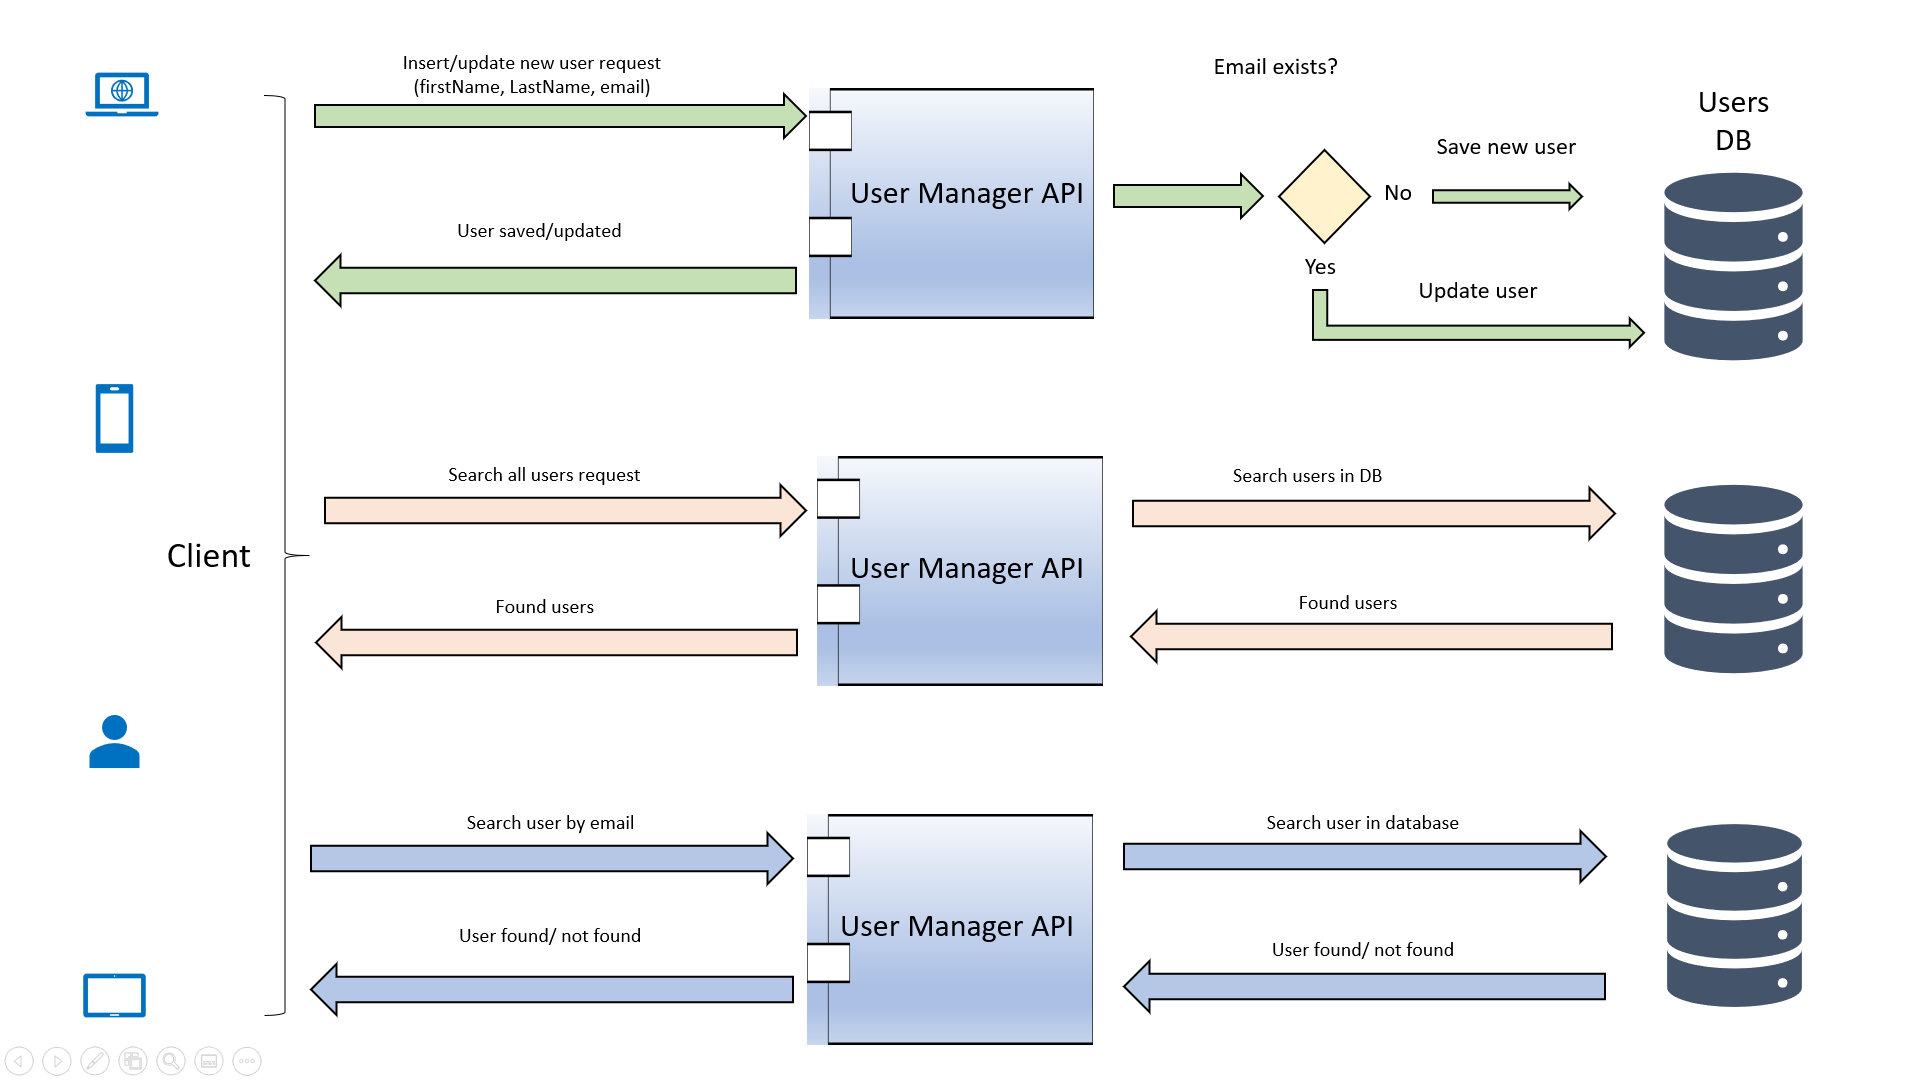 Insert/update new user request
(firstName, LastName, email)
Email exists?
Users
DB
Save new user
User Manager API
No
User saved/updated
Yes
Update user
Search all users request
Search users in DB
Client
User Manager API
Found users
Found users
Search user by email
Search user in database
User Manager API
User found/ not found
User found/ not found